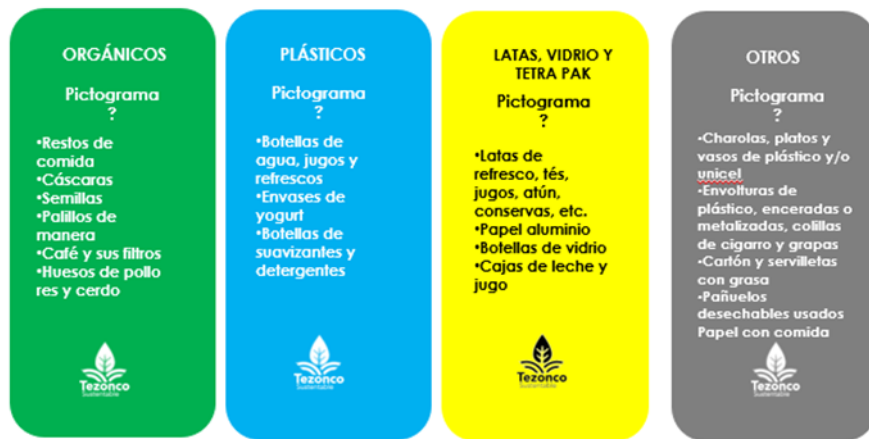 ORGÁNICOS
Pictograma
?
•Restos de
comida
•Cáscaras
•Semillas
•Palillos de
manera
•Café y sus filtros
•Huesos de pollo
res y cerdo
Tezonco
Sustentable
PLÁSTICOS
Pictograma
?
•Botellas de
agua, jugos y
refrescos
•Envases de
yogurt
•Botellas de
suavizantes y
detergentes
Tezonco
Sustentable
LATAS, VIDRIO Y
TETRA PAK
Pictograma
?
•Latas de
refresco, tés,
jugos, atún,
conservas, etc.
•Papel aluminio
•Botellas de vidrio
•Cajas de leche y
jugo
Tezonco
Sustentable
OTROS
Pictograma
?
•Charolas, platos y
vasos de plástico y/o
unicel
•Envolturas de
plástico, enceradas o
metalizadas, colillas
de cigarro y grapas
•Cartón y servilletas
con grasa
•Pañuelos
desechables usados
Papel con comida
Tezonco
Sustentable